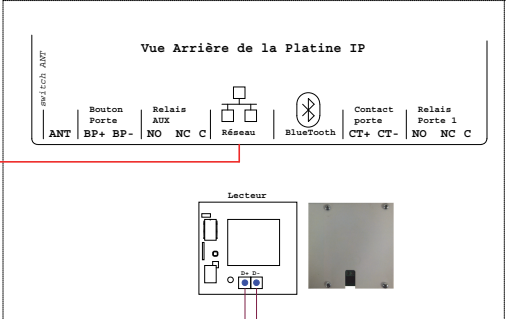 Vue Arrière de la Platine IP
switch ANT
Bouton Porte
Relais AUX
Contact porte
Relais Porte 1
ANT BP+ BP- NO NC C Réseau BlueTooth CT+ CT- NO NC C
Lecteur
D+ D-